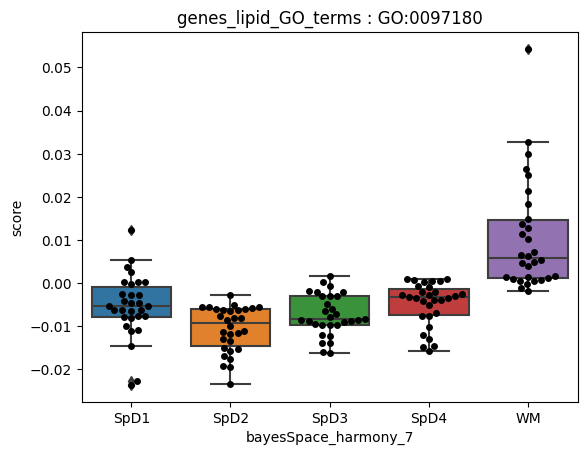 genes_lipid_GO_terms : GO:0097180
score
0.05
0.04
0.03
0.02
0.01
0.00
−0.01
−0.02
SpD1 SpD2 SpD3 SpD4 WM
bayesSpace_harmony_7